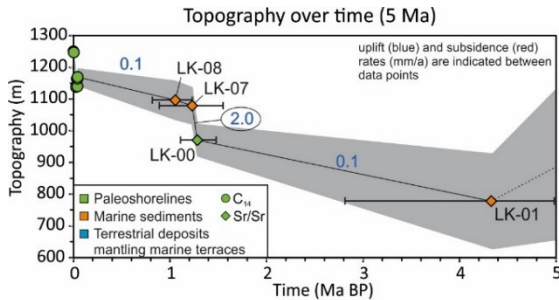 Topography over time (5 Ma)
uplift (blue) and subsidence (red)
rates (mm/a) are indicated between
data points
1300
1200
1100
1000
900
800
700
600
Topography (m)
0.1
LK-08
LK-07
2.0
LK-00
0.1
LK-01
Paleoshorelines
C14
Marine sediments
Sr/Sr
Terrestrial deposits
mantling marine terraces
0 1 2 3 4 5
Time (Ma BP)